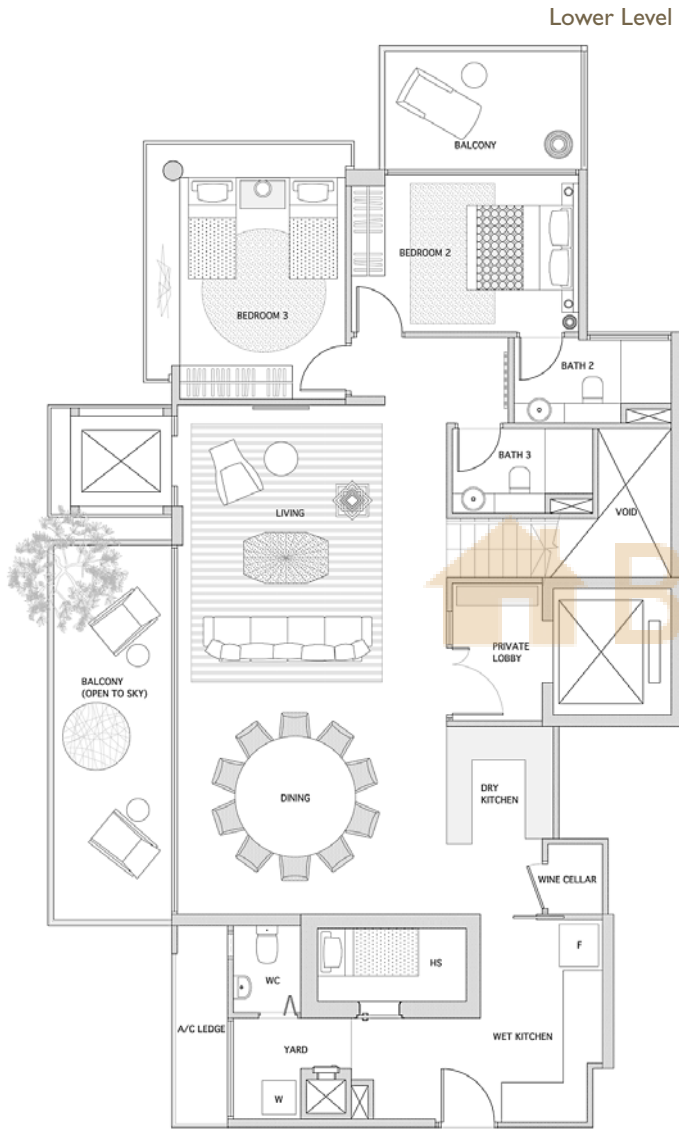 Lower Level
BALCONY
BEDROOM 2
BEDROOM 3
BATH 2
BATH 3
LIVING
VOID
B
PRIVATE
LOBBY
BALCONY
(OPEN TO SKY)
DINING
DRY
KITCHEN
WINE CELLAR
F
HS
WC
A/C LEDGE
WET KITCHEN
YARD
W